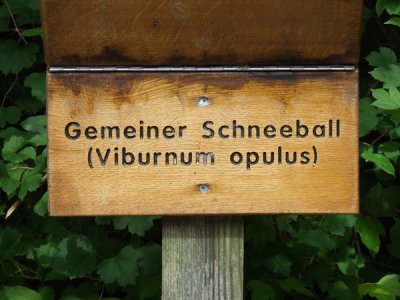 Gemeiner Schneeball
(Viburnum opulus)